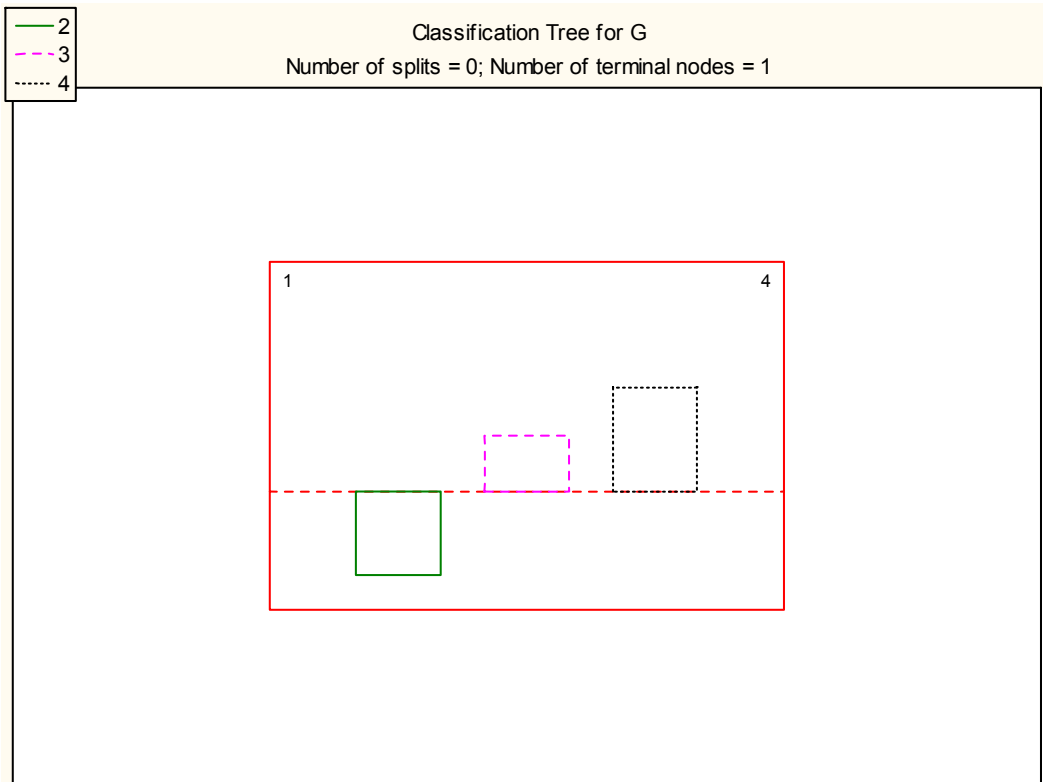 2
3
4
Classification Tree for G
Number of splits = 0; Number of terminal nodes = 1
1 4